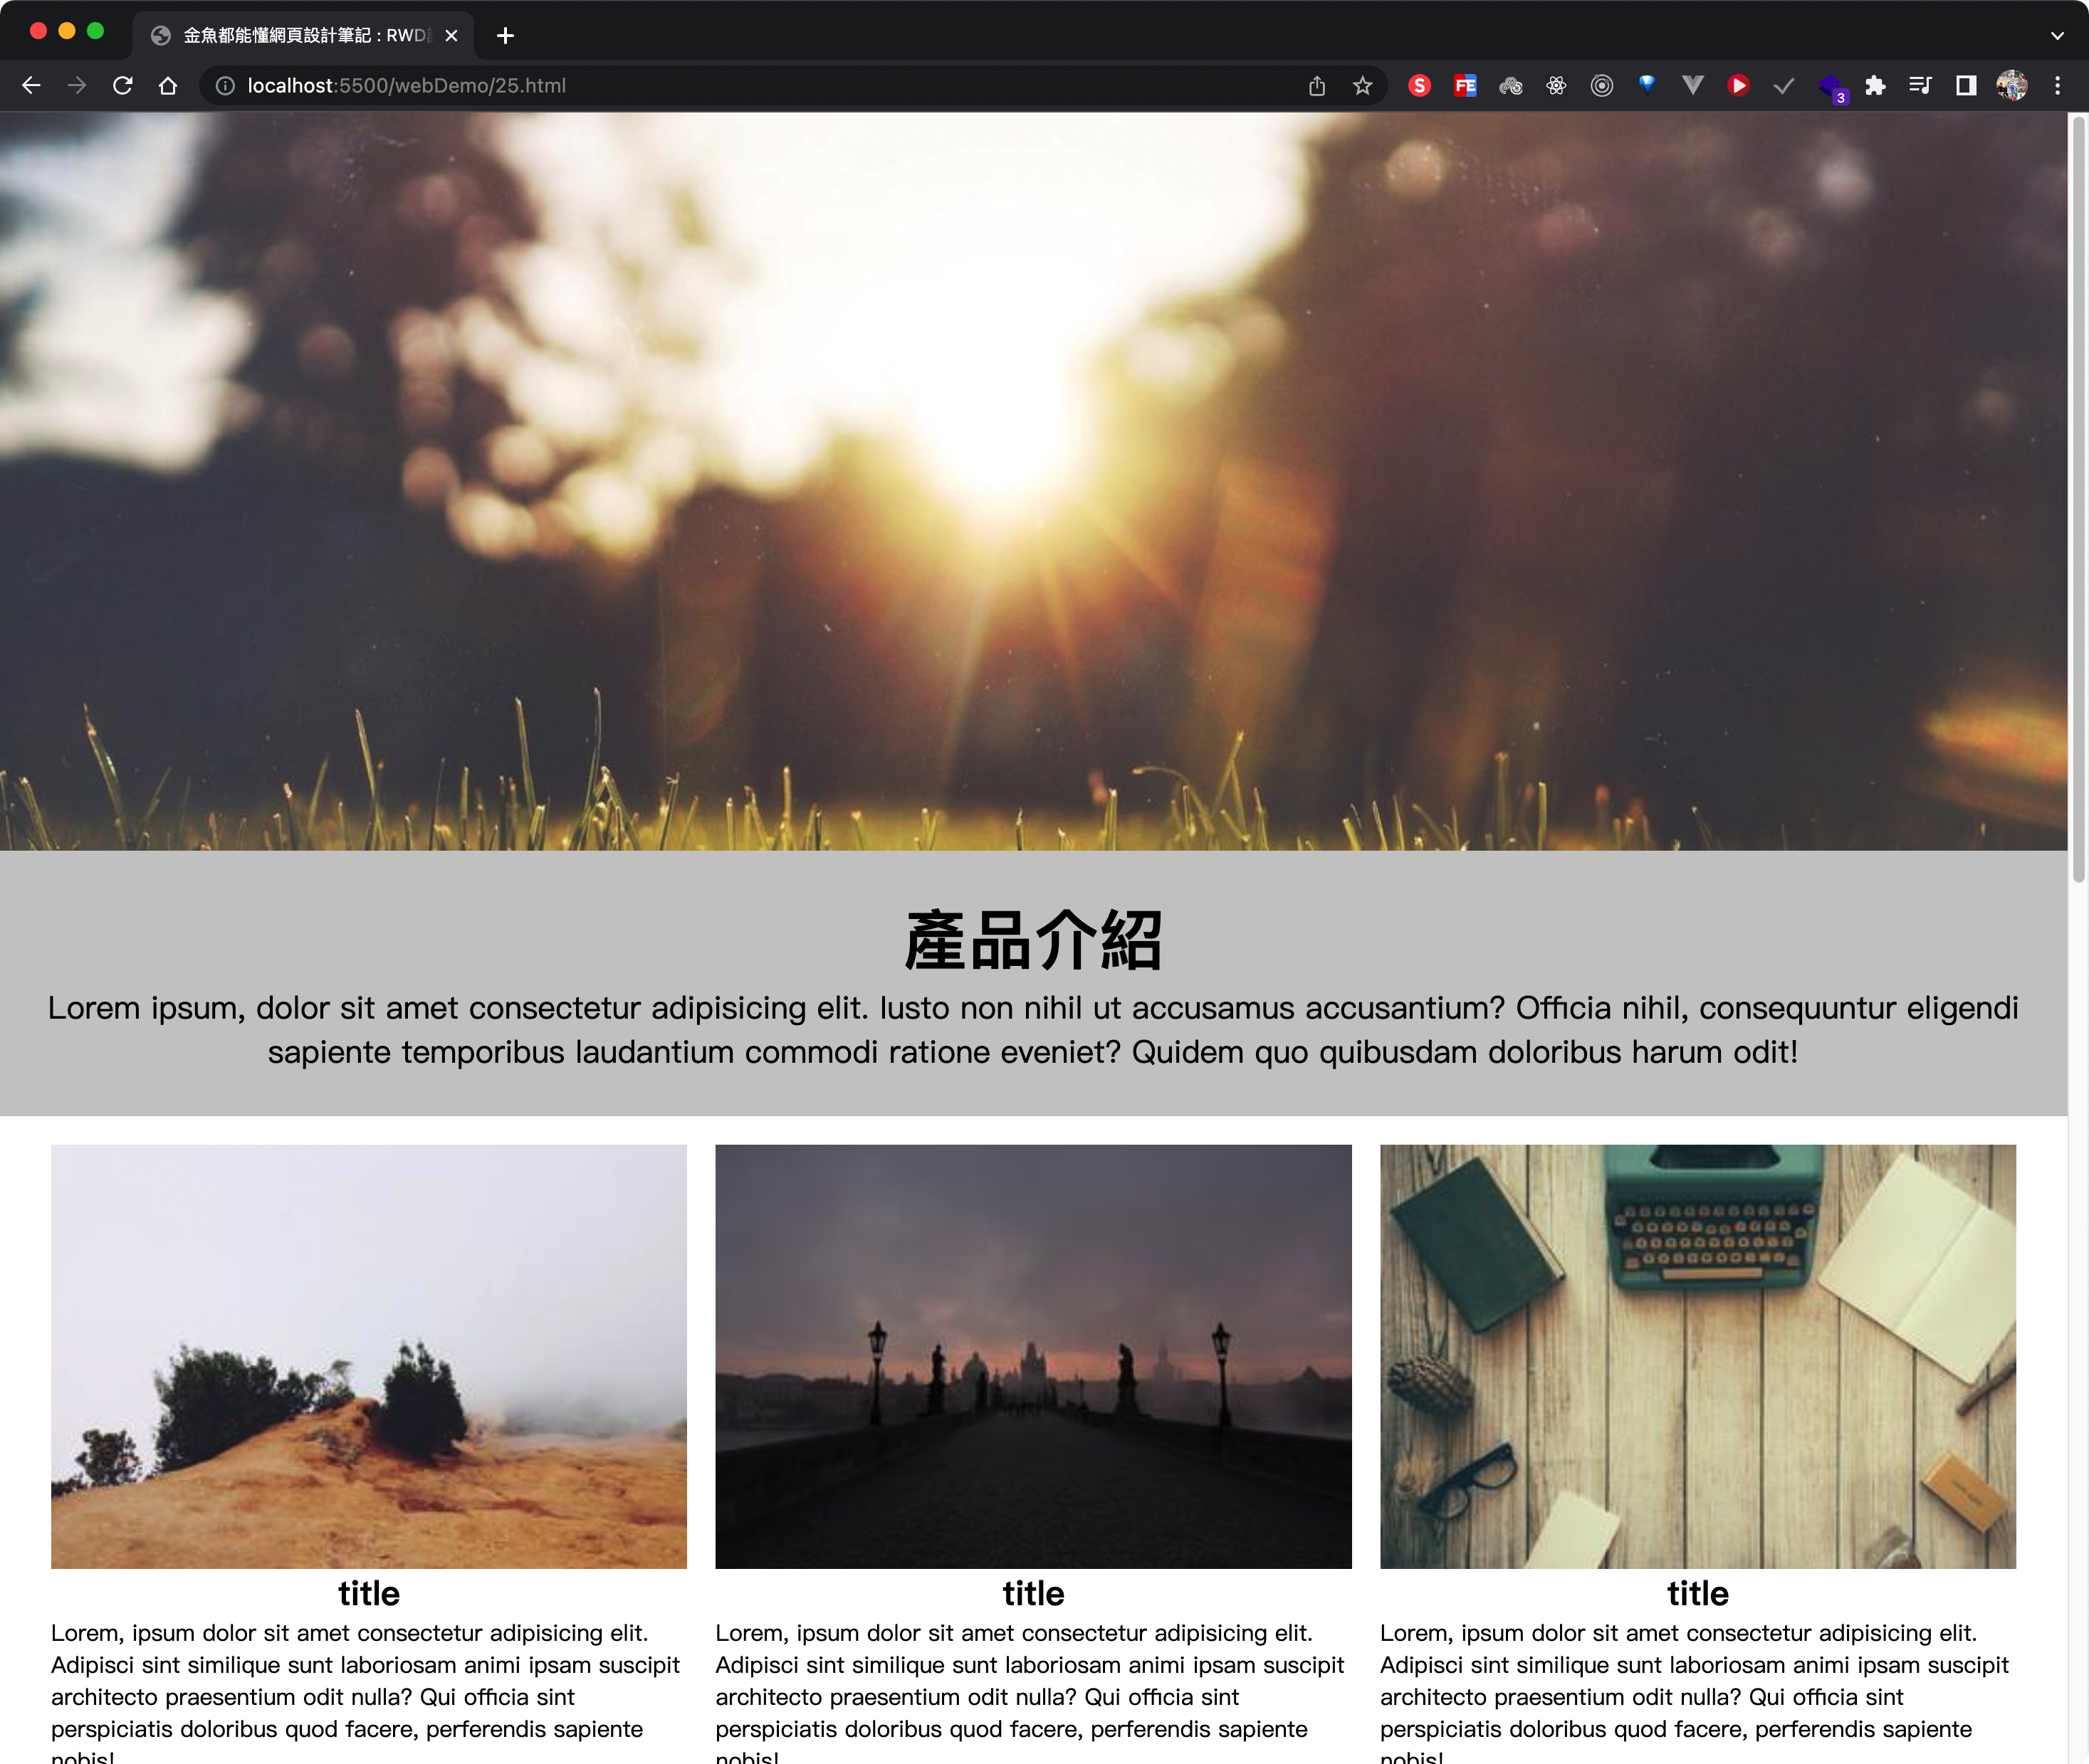 金魚都能懂網頁設計筆記 : RWD
localhost:5500/webDemo/25.html
S
FE
3
產品介紹
Lorem ipsum, dolor sit amet consectetur adipisicing elit. Iusto non nihil ut accusamus accusantium? Officia nihil, consequuntur eligendi
sapiente temporibus laudantium commodi ratione eveniet? Quidem quo quibusdam doloribus harum odit!
title
Lorem, ipsum dolor sit amet consectetur adipisicing elit.
Adipisci sint similique sunt laboriosam animi ipsam suscipit
architecto praesentium odit nulla? Qui officia sint
perspiciatis doloribus quod facere, perferendis sapiente
nobis!
title
Lorem, ipsum dolor sit amet consectetur adipisicing elit.
Adipisci sint similique sunt laboriosam animi ipsam suscipit
architecto praesentium odit nulla? Qui officia sint
perspiciatis doloribus quod facere, perferendis sapiente
nobis!
title
Lorem, ipsum dolor sit amet consectetur adipisicing elit.
Adipisci sint similique sunt laboriosam animi ipsam suscipit
architecto praesentium odit nulla? Qui officia sint
perspiciatis doloribus quod facere, perferendis sapiente
nobis!